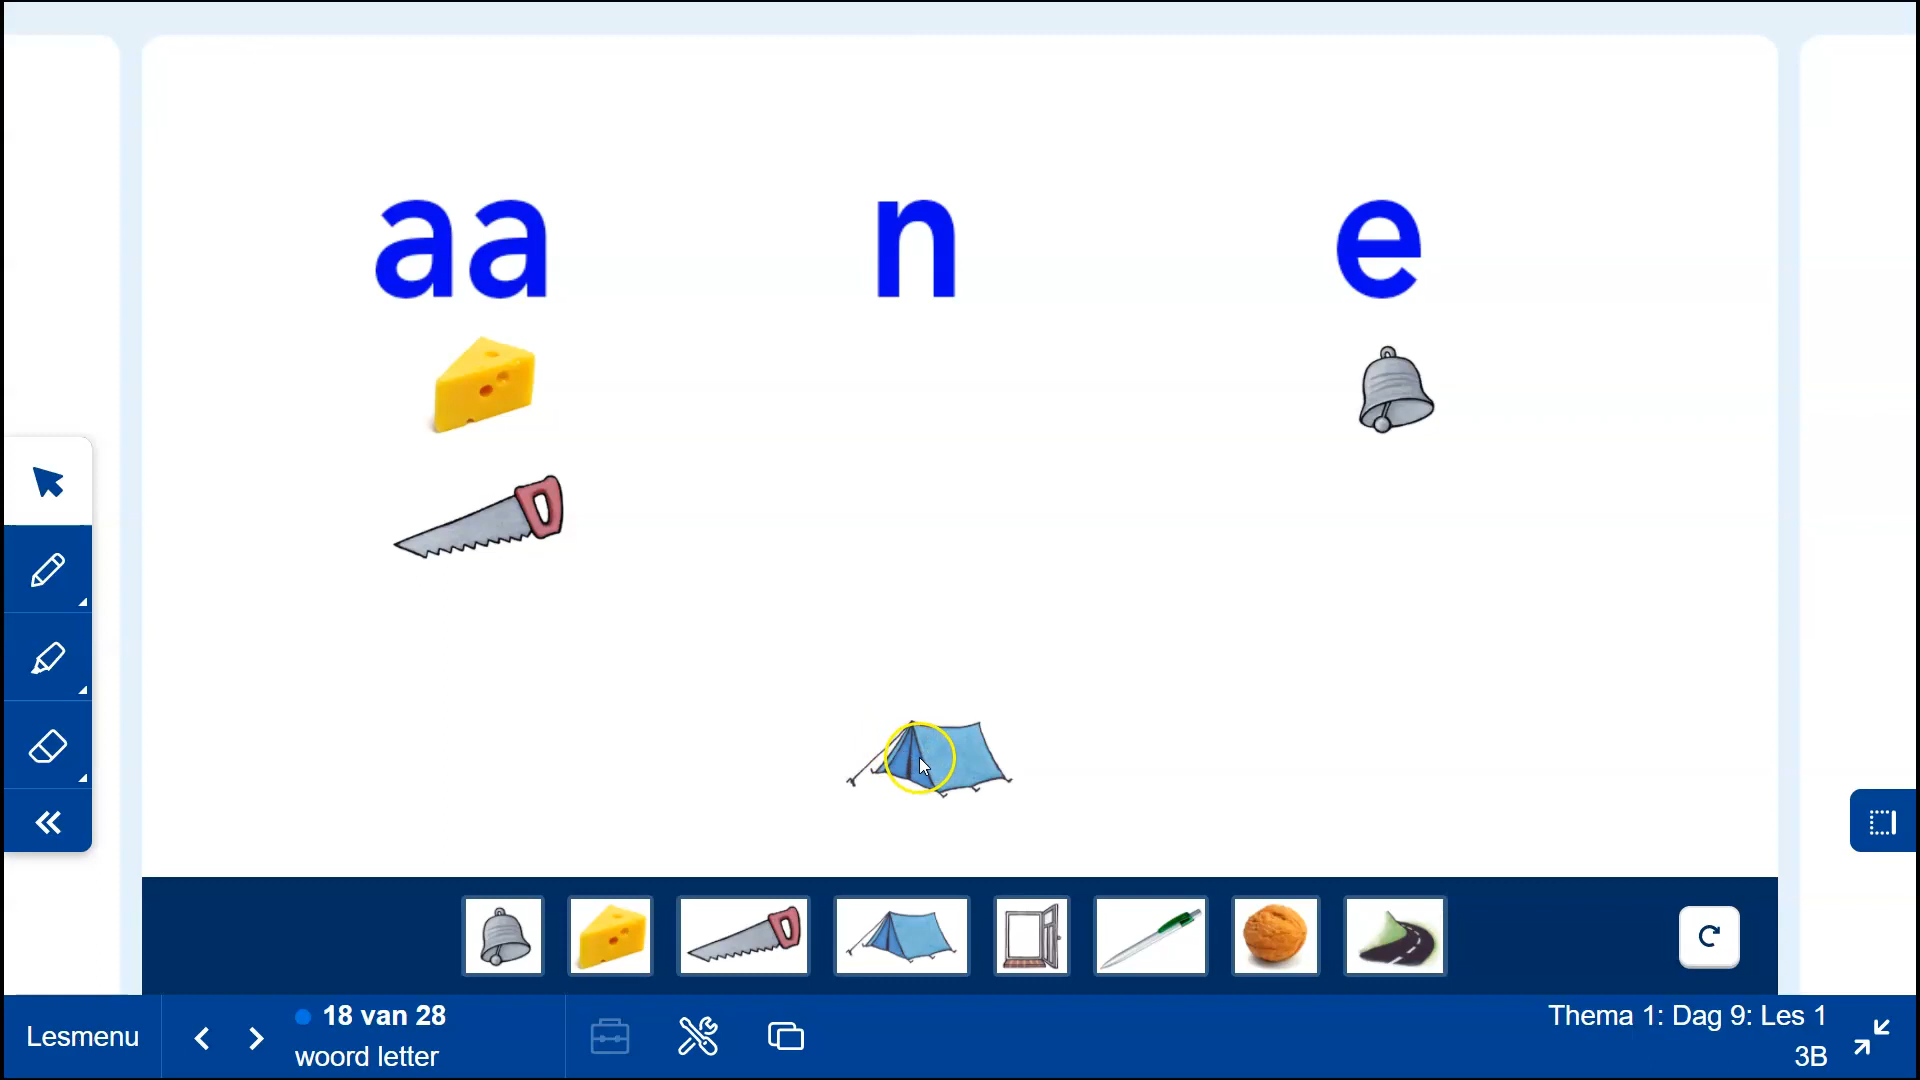 aa n e
Lesmenu
18 van 28
woord letter
Thema 1: Dag 9: Les 1
3B